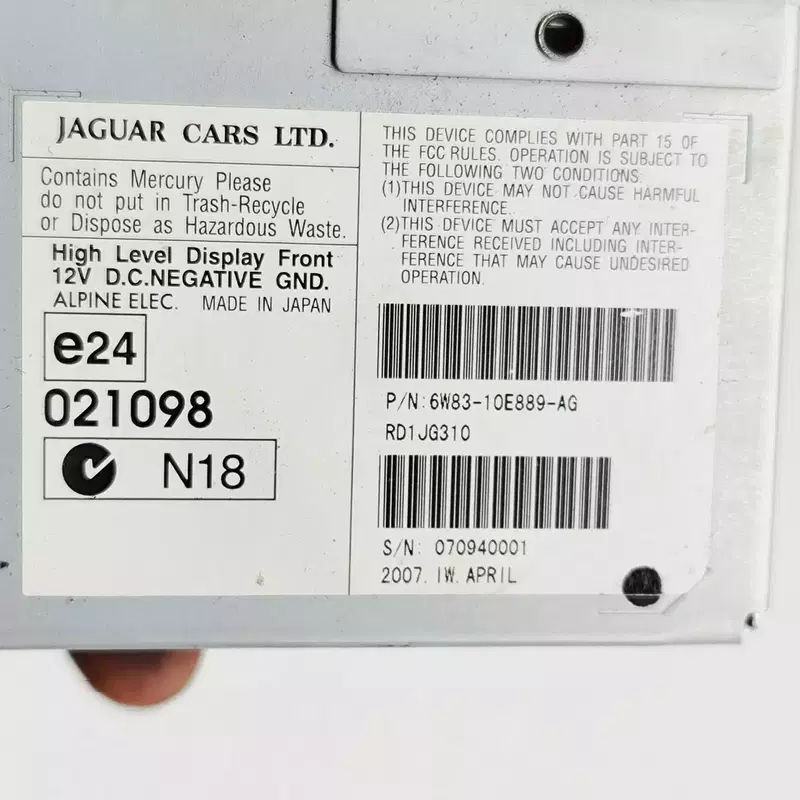 JAGUAR CARS LTD.
Contains Mercury Please
do not put in Trash-Recycle
or Dispose as Hazardous Waste.
High Level Display Front
12V D.C.NEGATIVE GND.
ALPINE ELEC. MADE IN JAPAN
e24
021098
N18
THIS DEVICE COMPLIES WITH PART 15 OF
THE FCC RULES. OPERATION IS SUBJECT TO
THE FOLLOWING TWO CONDITIONS:
(1)THIS DEVICE MAY NOT CAUSE HARMFUL
INTERFERENCE.
(2)THIS DEVICE MUST ACCEPT ANY INTER-
FERENCE RECEIVED INCLUDING INTER-
FERENCE THAT MAY CAUSE UNDESIRED
OPERATION.
P/N:6W83-10E889-AG
RD1JG310
S/N: 070940001
2007. IW. APRIL